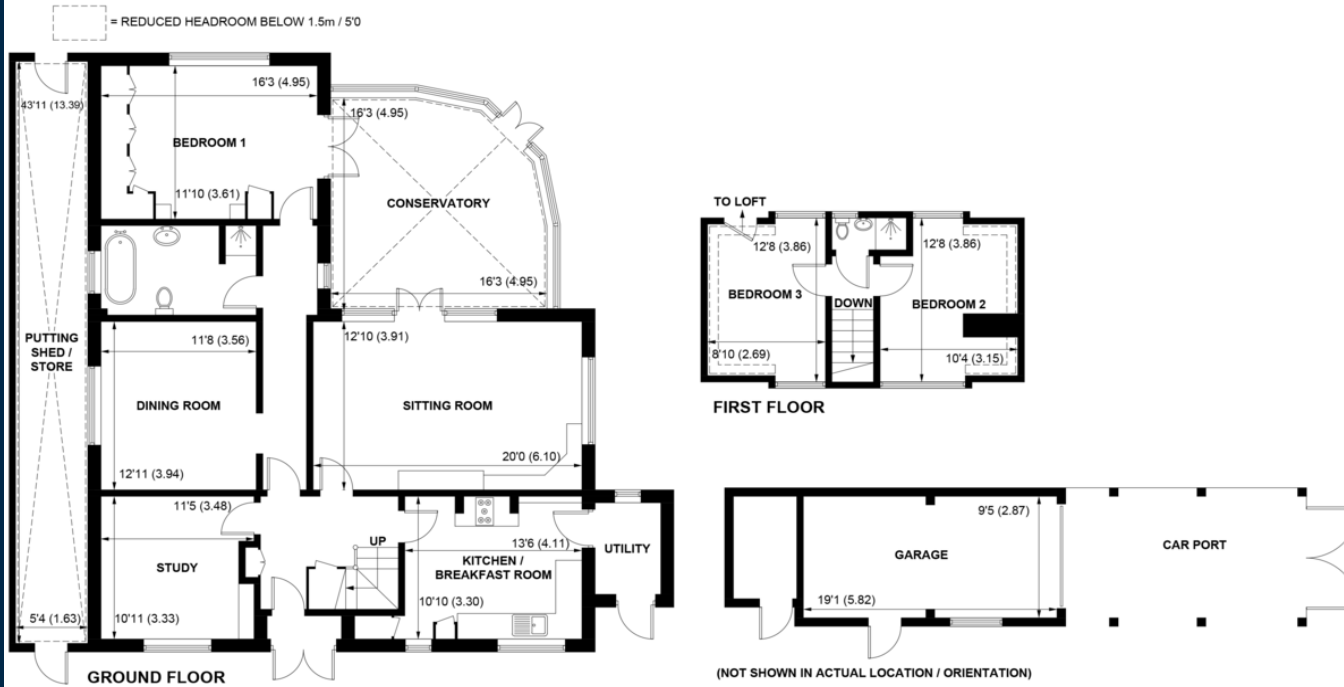 = REDUCED HEADROOM BELOW 1.5m / 5'0
43'11 (13.39)
16'3 (4.95)
BEDROOM 1
11'10 (3.61)
16'3 (4.95)
CONSERVATORY
16'3 (4.95)
PUTTING
SHED /
STORE
11'8 (3.56)
DINING ROOM
12'11 (3.94)
12'10 (3.91)
SITTING ROOM
20'0 (6.10)
11'5 (3.48)
STUDY
10'11 (3.33)
5'4 (1.63)
UP
13'6 (4.11)
KITCHEN /
BREAKFAST ROOM
10'10 (3.30)
UTILITY
GROUND FLOOR
TO LOFT
12'8 (3.86)
BEDROOM 3
8'10 (2.69)
DOWN
12'8 (3.86)
BEDROOM 2
10'4 (3.15)
FIRST FLOOR
9'5 (2.87)
GARAGE
19'1 (5.82)
CAR PORT
(NOT SHOWN IN ACTUAL LOCATION / ORIENTATION)